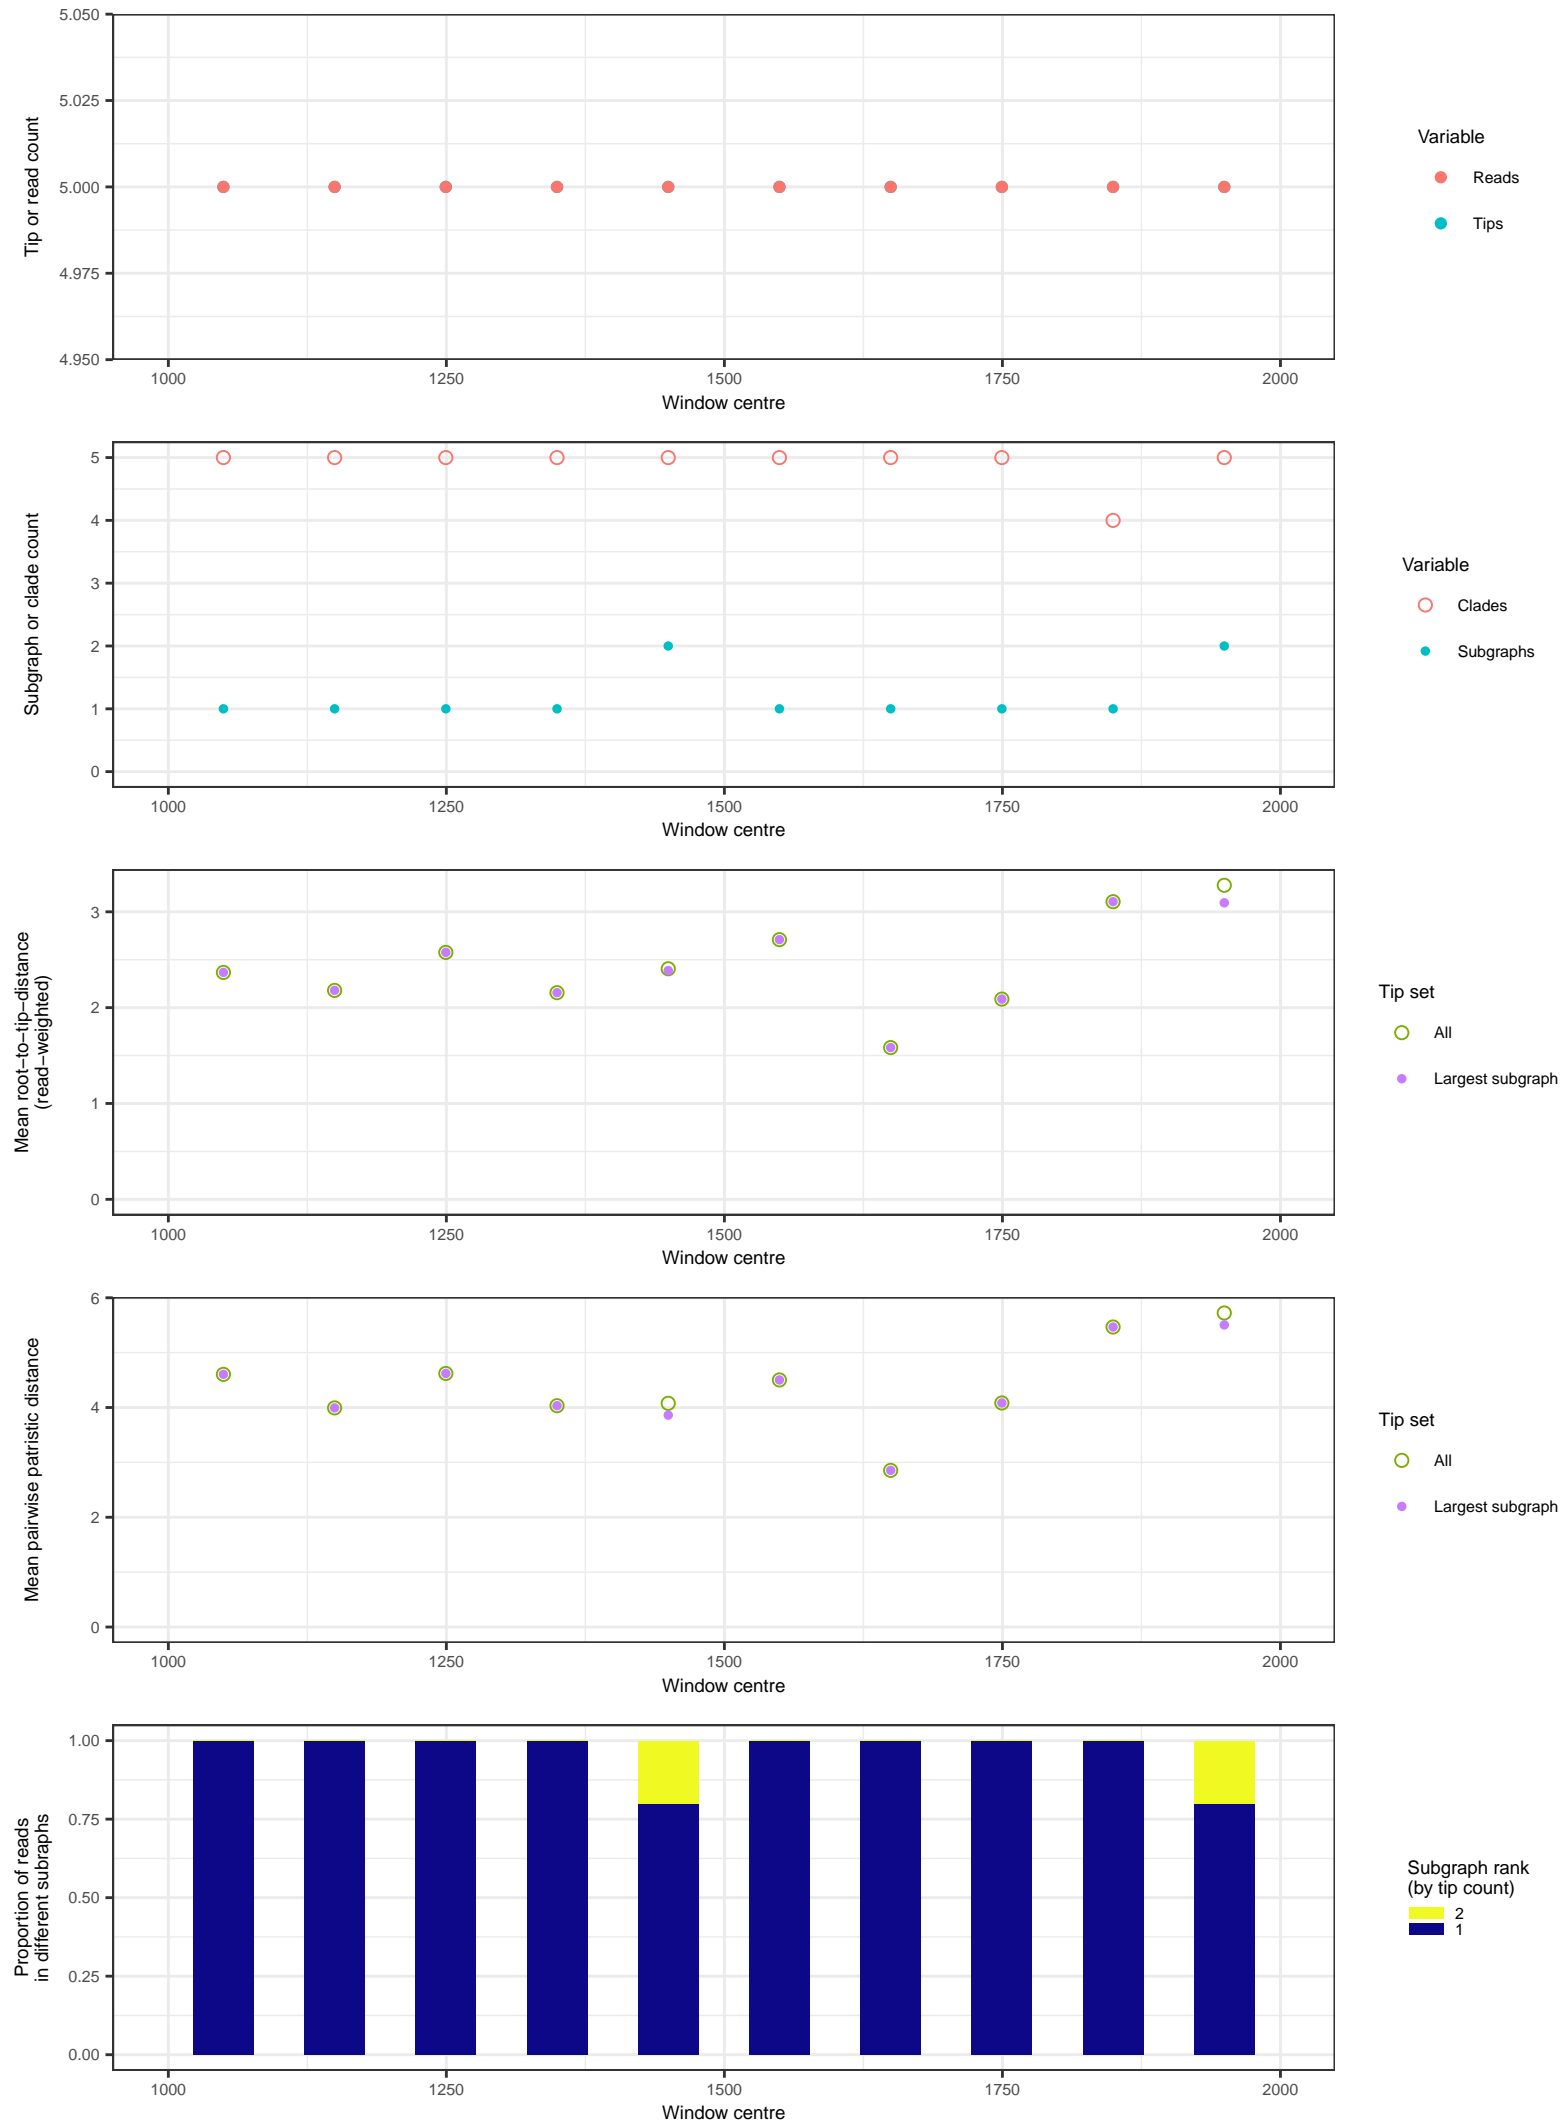 5.050
5.025
5.000
4.975
4.950
Tip or read count
1000 1250 1500 1750 2000
Window centre
Variable
Reads
Tips
5
4
3
2
1
0
Subgraph or clade count
1000 1250 1500 1750 2000
Window centre
Variable
Clades
Subgraphs
3
2
1
0
Mean root−to−tip−distance
(read−weighted)
1000 1250 1500 1750 2000
Window centre
Tip set
All
Largest subgraph
6
4
2
0
Mean pairwise patristic distance
1000 1250 1500 1750 2000
Window centre
Tip set
All
Largest subgraph
1.00
0.75
0.50
0.25
0.00
Proportion of reads
in different subraphs
1000 1250 1500 1750 2000
Window centre
Subgraph rank
(by tip count)
2
1